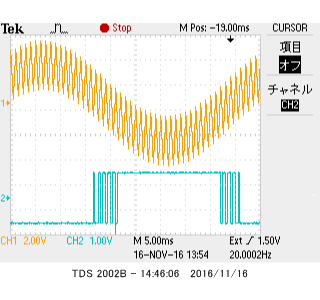 Tek Stop M Pos: -19.00ms CURSOR
項目
オフ
チャネル
CH2
1
2
CH1 2.00V CH2 1.00V M 5.00ms Ext 1.50V
16-NOV-16 13:54 20.0002Hz
TDS 2002B - 14:46:06 2016/11/16